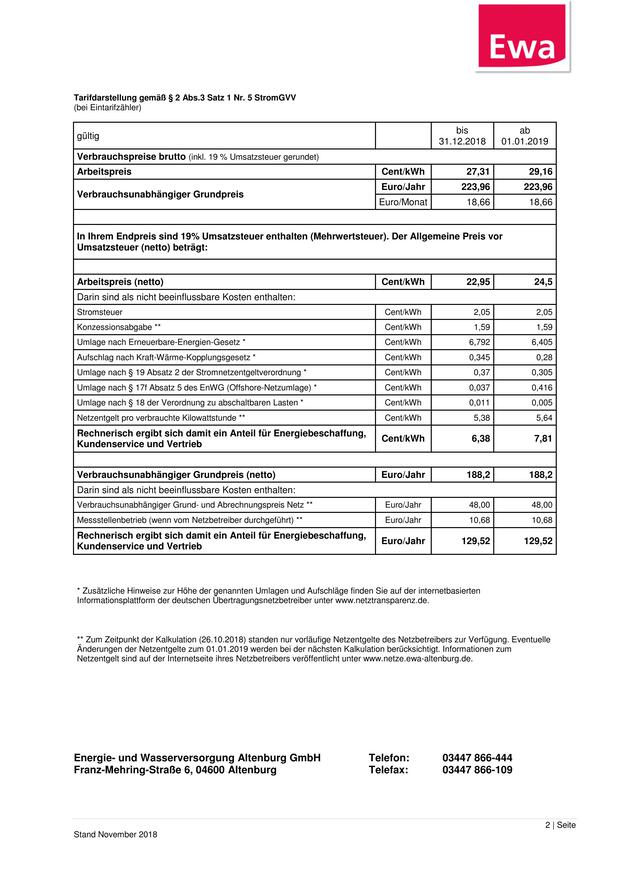 Ewa
Tarifdarstellung gemäß § 2 Abs.3 Satz 1 Nr. 5 StromGVV
(bei Eintarifzähler)
gültig bis 31.12.2018 ab 01.01.2019
Verbrauchspreise brutto (inkl. 19 % Umsatzsteuer gerundet)
Arbeitspreis Cent/kWh 27,31 29,16
Verbrauchsunabhängiger Grundpreis Euro/Jahr 223,96 223,96
Euro/Monat 18,66 18,66
In Ihrem Endpreis sind 19% Umsatzsteuer enthalten (Mehrwertsteuer). Der Allgemeine Preis vor
Umsatzsteuer (netto) beträgt:
Arbeitspreis (netto) Cent/kWh 22,95 24,5
Darin sind als nicht beeinflussbare Kosten enthalten:
Stromsteuer Cent/kWh 2,05 2,05
Konzessionsabgabe ** Cent/kWh 1,59 1,59
Umlage nach Erneuerbare-Energien-Gesetz * Cent/kWh 6,792 6,405
Aufschlag nach Kraft-Wärme-Kopplungsgesetz * Cent/kWh 0,345 0,28
Umlage nach § 19 Absatz 2 der Stromnetzentgeltverordnung * Cent/kWh 0,37 0,305
Umlage nach § 17f Absatz 5 des EnWG (Offshore-Netzumlage) * Cent/kWh 0,037 0,416
Umlage nach § 18 der Verordnung zu abschaltbaren Lasten * Cent/kWh 0,011 0,005
Netzentgelt pro verbrauchte Kilowattstunde ** Cent/kWh 5,38 5,64
Rechnerisch ergibt sich damit ein Anteil für Energiebeschaffung,
Kundenservice und Vertrieb Cent/kWh 6,38 7,81
Verbrauchsunabhängiger Grundpreis (netto) Euro/Jahr 188,2 188,2
Darin sind als nicht beeinflussbare Kosten enthalten:
Verbrauchsunabhängiger Grund- und Abrechnungspreis Netz ** Euro/Jahr 48,00 48,00
Messstellenbetrieb (wenn vom Netzbetreiber durchgeführt) ** Euro/Jahr 10,68 10,68
Rechnerisch ergibt sich damit ein Anteil für Energiebeschaffung,
Kundenservice und Vertrieb Euro/Jahr 129,52 129,52
* Zusätzliche Hinweise zur Höhe der genannten Umlagen und Aufschläge finden Sie auf der internetbasierten
Informationsplattform der deutschen Übertragungsnetzbetreiber unter www.netztransparenz.de.
** Zum Zeitpunkt der Kalkulation (26.10.2018) standen nur vorläufige Netzentgelte des Netzbetreibers zur Verfügung. Eventuelle
Änderungen der Netzentgelte zum 01.01.2019 werden bei der nächsten Kalkulation berücksichtigt. Informationen zum
Netzentgelt sind auf der Internetseite ihres Netzbetreibers veröffentlicht unter www.netze.ewa-altenburg.de.
Energie- und Wasserversorgung Altenburg GmbH Telefon: 03447 866-444
Franz-Mehring-Straße 6, 04600 Altenburg Telefax: 03447 866-109
2 | Seite
Stand November 2018